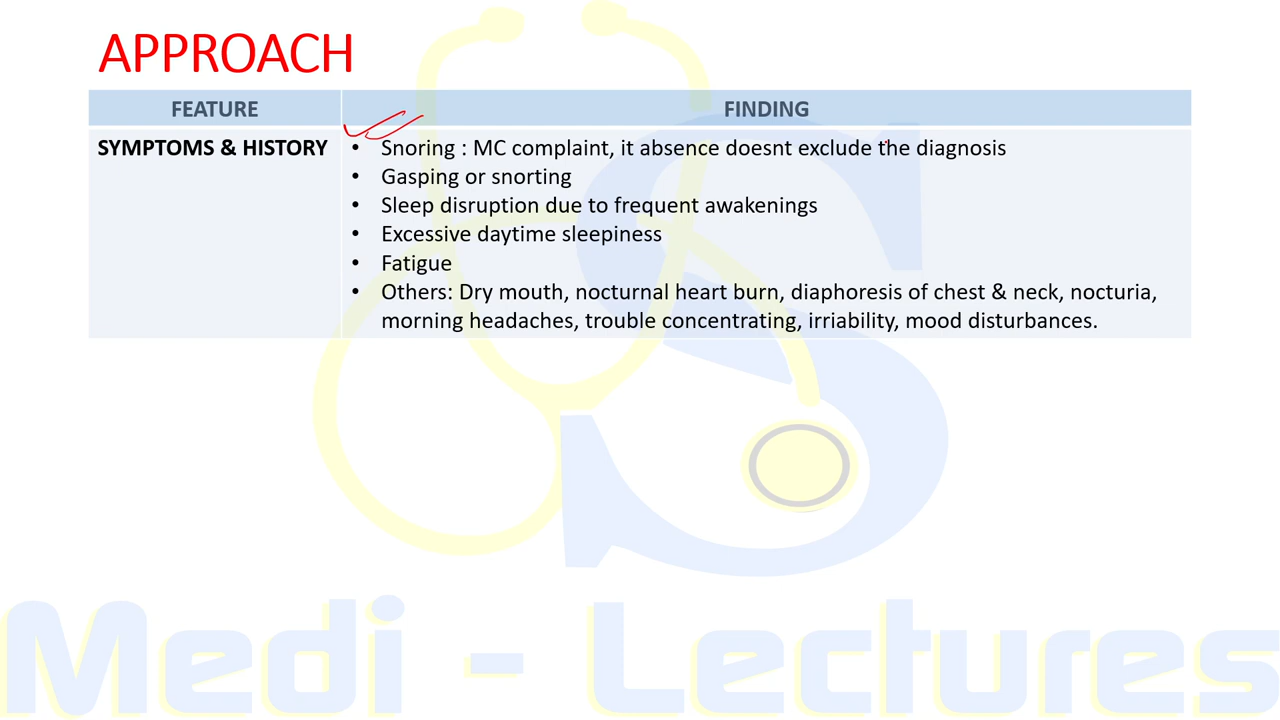 APPROACH
FEATURE FINDING
SYMPTOMS & HISTORY • Snoring : MC complaint, it absence doesnt exclude the diagnosis
• Gasping or snorting
• Sleep disruption due to frequent awakenings
• Excessive daytime sleepiness
• Fatigue
• Others: Dry mouth, nocturnal heart burn, diaphoresis of chest & neck, nocturia,
morning headaches, trouble concentrating, irriability, mood disturbances.
S
Medi - Lectures